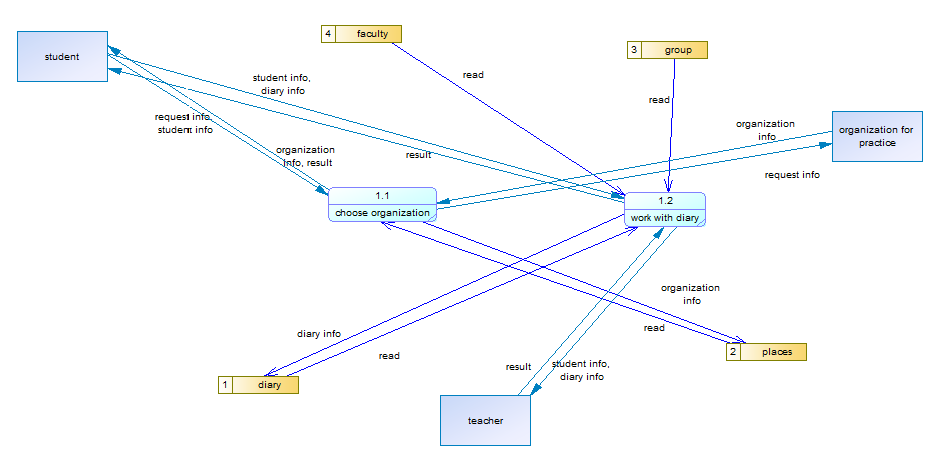 4 faculty
3 group
student
student info,
diary info
read
read
request info,
student info
organization
info
organization for
practice
organization
info, result
result
request info
1.1
choose organization
1.2
work with diary
organization
info
diary info
read
read
2 places
result
student info,
diary info
1 diary
teacher